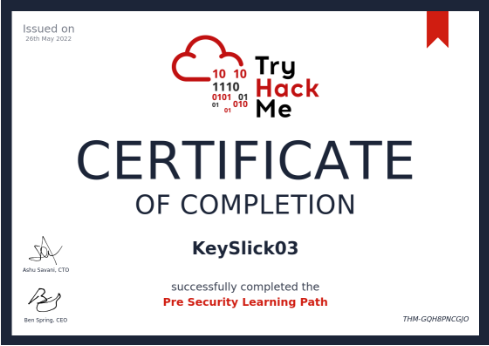 Issued on
26th May 2022
10 10
1110
0101 01
01 01 010
Try
Hack
Me
CERTIFICATE
OF COMPLETION
KeySlick03
successfully completed the
Pre Security Learning Path
Ashu Savani, CTO
Ben Spring, CEO
THM-GQHBPNCGJO